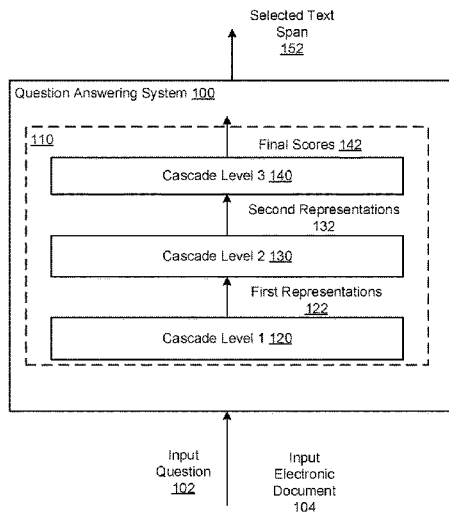 Selected Text
Span
152
Question Answering System 100
110
Final Scores 142
Cascade Level 3 140
Second Representations
132
Cascade Level 2 130
First Representations
122
Cascade Level 1 120
Input
Question
102
Input
Electronic
Document
104